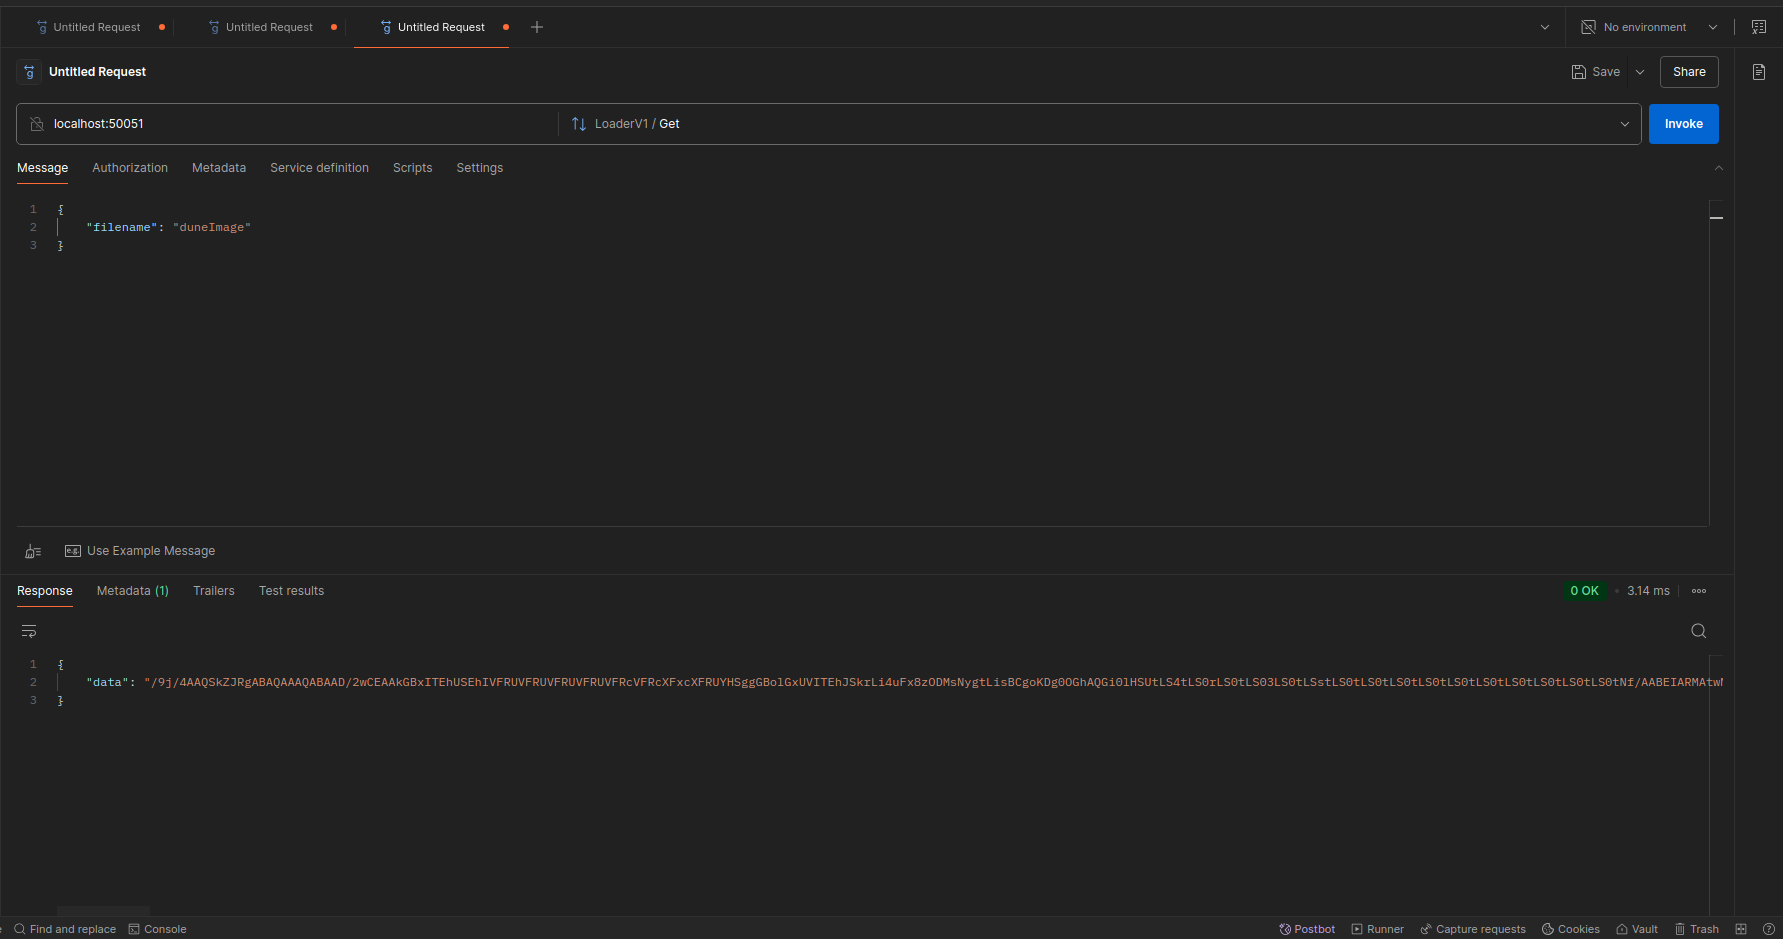 Untitled Request Untitled Request Untitled Request No environment
Untitled Request Save Share
localhost:50051 LoaderV1 / Get Invoke
Message Authorization Metadata Service definition Scripts Settings
1 {
2 "filename": "duneImage"
3 }
e.g. Use Example Message
Response Metadata (1) Trailers Test results 0 OK 3.14 ms
1 {
2 "data": "/9j/4AAQSkZJRgABAQAAAQABAAD/2wCEAAkGBxITEhUSEhIVFRUVFRUVFRUVFRUVFRcVFRcXFxcXFRUYHSggGBolGxUVITEhJSkrLi4uFx8zODMsNygtLisBCgoKDg0OGhAQGi0lHSUtLS4tLS0rLS0tLS03LS0tLSstLS0tLS0tLS0tLS0tLS0tLS0tLS0tLS0tLS0tNf/AABEIARMAtwM
3 }
Find and replace Console Postbot Runner Capture requests Cookies Vault Trash